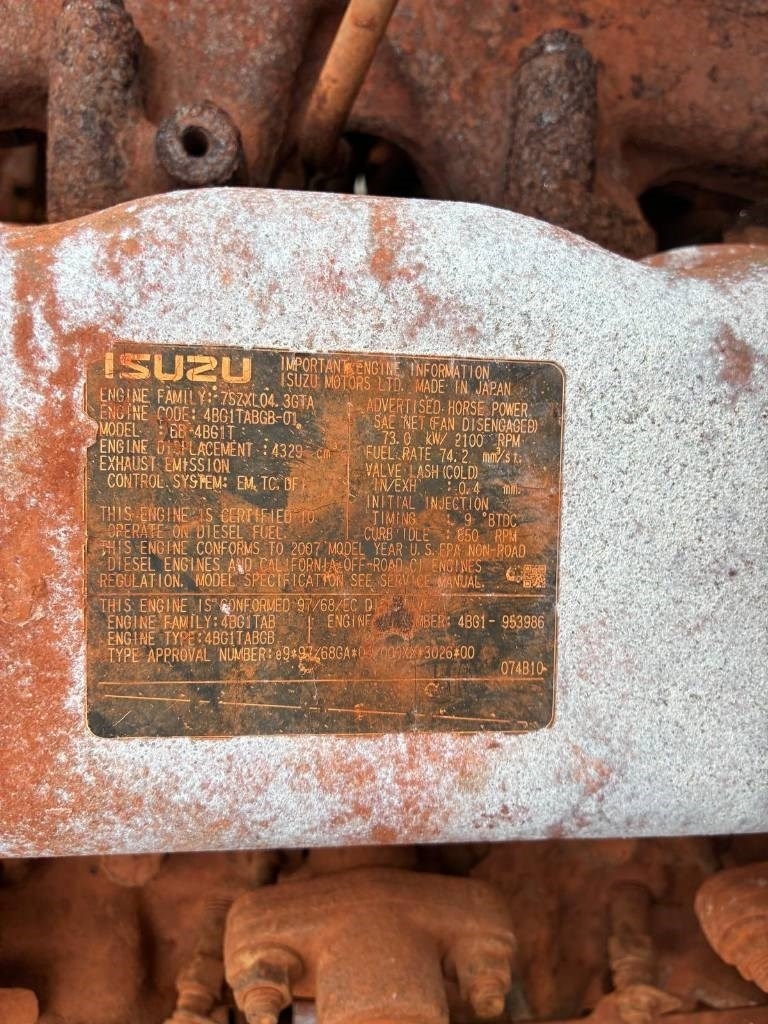 ISUZU IMPORTANT ENGINE INFORMATION
ISUZU MOTORS LTD. MADE IN JAPAN
ENGINE FAMILY: 7SZXL04.3GTA
ENGINE CODE: 4BG1TABGB-01
MODEL : BB-4BG1T
ENGINE DISPLACEMENT: 4329 cm³
EXHAUST EMISSION
CONTROL SYSTEM: EM, TC, DFI
THIS ENGINE IS CERTIFIED TO
OPERATE ON DIESEL FUEL
ADVERTISED HORSE POWER
SAE NET (FAN DISENGAGED)
73.0 kW/ 2100 RPM
FUEL RATE 74.2 mm³/st.
VALVE LASH (COLD)
IN/EXH : 0.4 mm
INITIAL INJECTION
TIMING 9 °BTDC
CURB IDLE : 850 RPM
THIS ENGINE CONFORMS TO 2007 MODEL YEAR U.S. EPA NON-ROAD
DIESEL ENGINES AND CALIFORNIA OFF-ROAD CI ENGINES
REGULATION. MODEL SPECIFICATION SEE SERVICE MANUAL.
THIS ENGINE IS CONFORMED 97/68/EC
ENGINE FAMILY: 4BG1TAB ENGINE NUMBER: 4BG1- 953986
ENGINE TYPE: 4BG1TABGB
TYPE APPROVAL NUMBER: e9*97/68GA*
3026*00
074B10